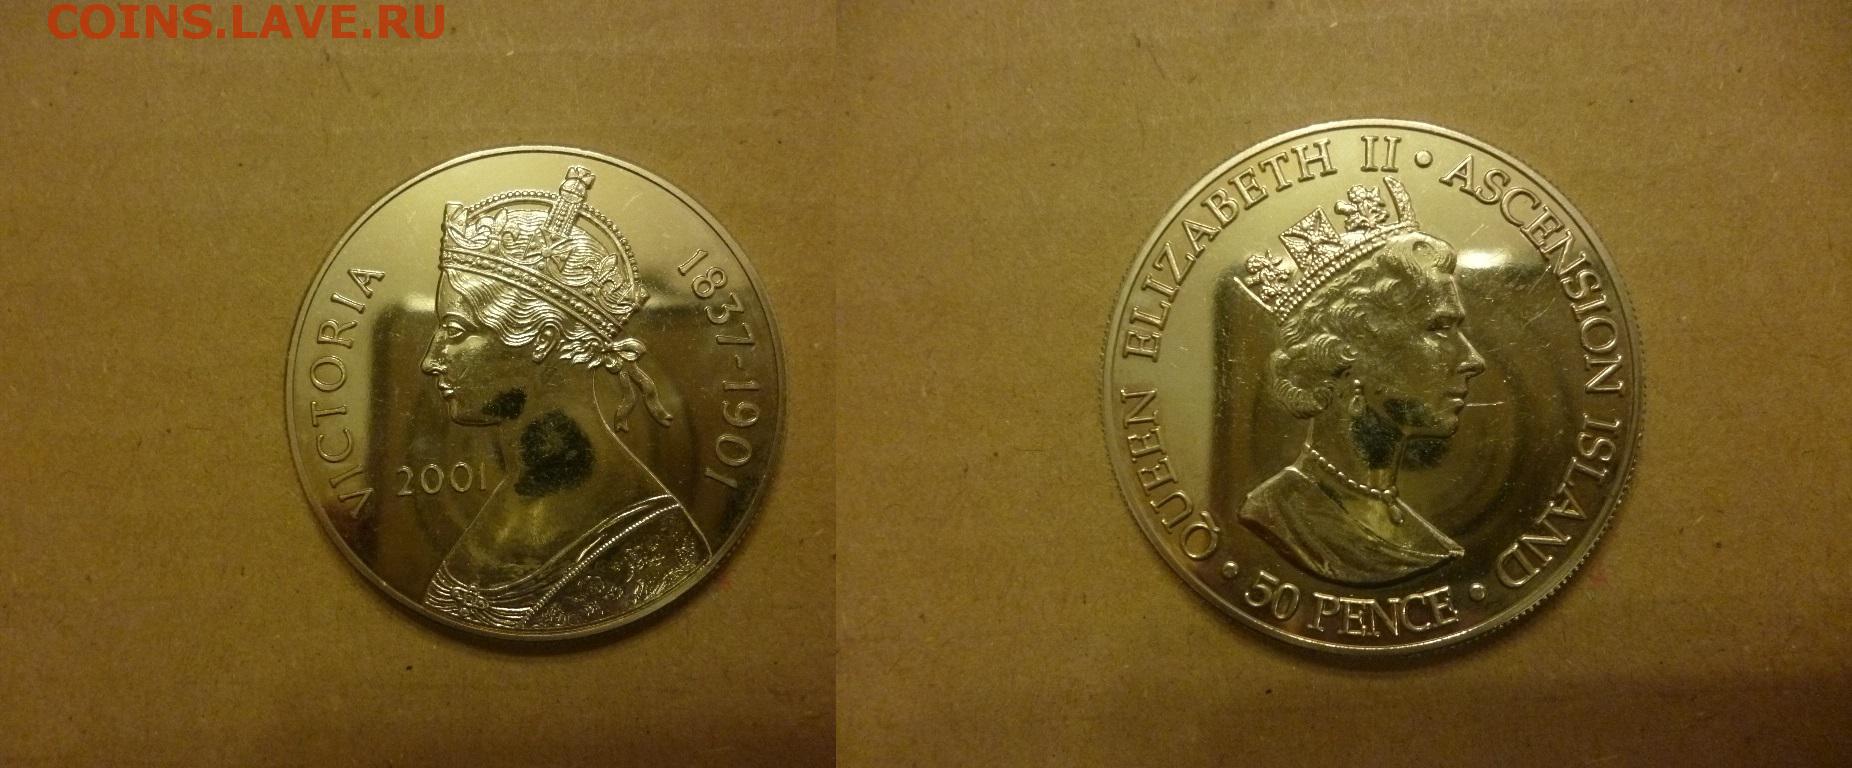 COINS.LAVE.RU
VICTORIA
1837-1901
2001
QUEEN ELIZABETH II • ASCENSION ISLAND •
50 PENCE •